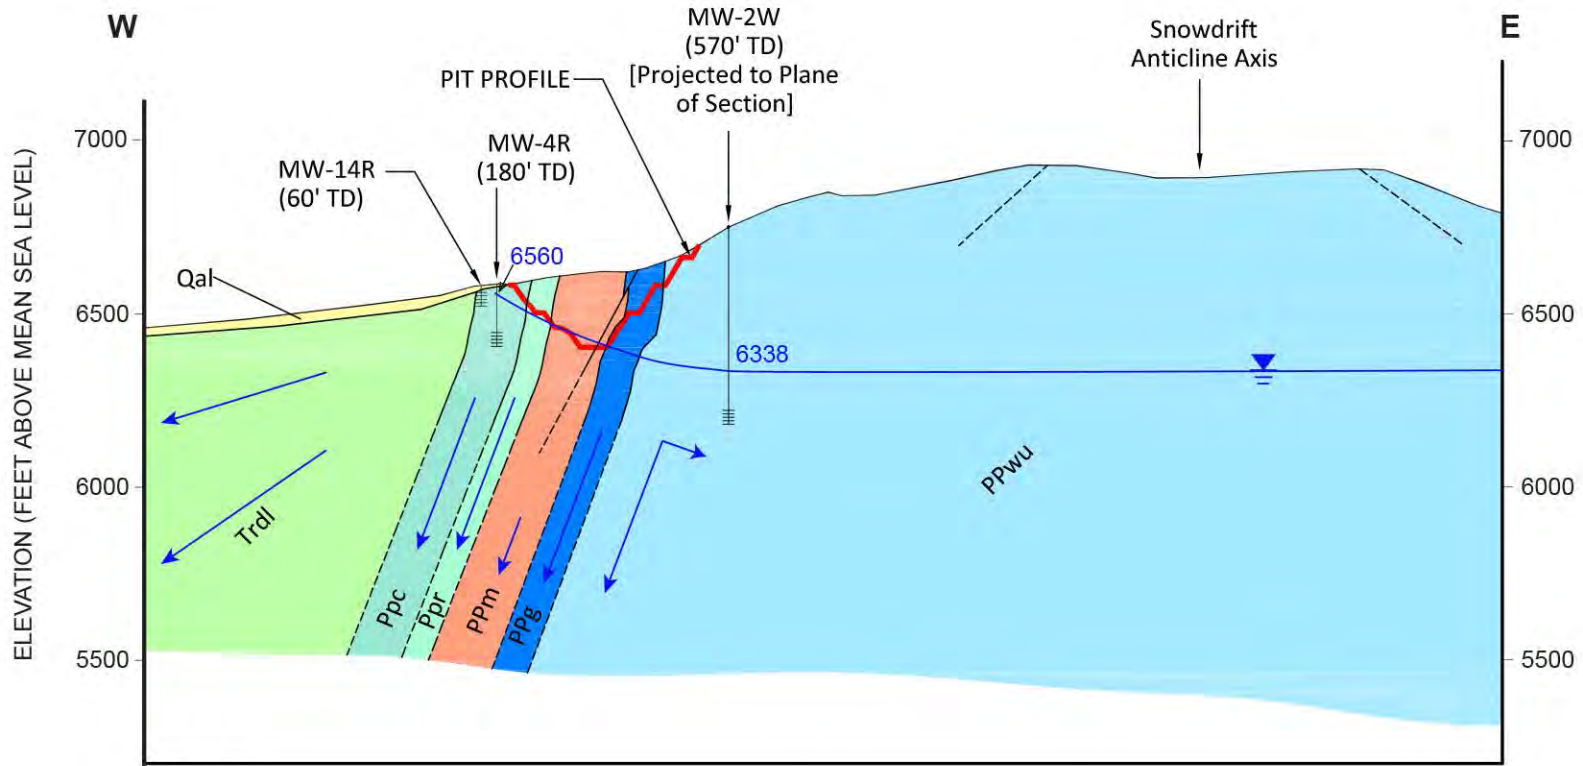 W
MW-2W
(570' TD)
[Projected to Plane
of Section]
Snowdrift
Anticline Axis
E
PIT PROFILE
7000
7000
MW-4R
(180' TD)
MW-14R
(60' TD)
6560
Qal
6500
6500
6338
ELEVATION (FEET ABOVE MEAN SEA LEVEL)
6000
6000
PPwu
Trdl
Ppc
Ppr
PPm
PPg
5500
5500